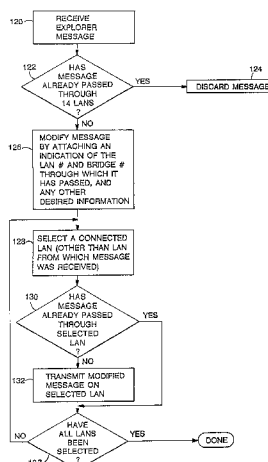 120
RECEIVE
EXPLORER
MESSAGE
122
HAS
MESSAGE
ALREADY PASSED
THROUGH
14 LANS
?
YES
124
DISCARD MESSAGE
NO
126
MODIFY MESSAGE
BY ATTACHING AN
INDICATION OF THE
LAN # AND BRIDGE #
THROUGH WHICH IT
HAS PASSED, AND
ANY OTHER
DESIRED INFORMATION
128
SELECT A CONNECTED
LAN (OTHER THAN LAN
FROM WHICH MESSAGE
WAS RECEIVED)
130
HAS
MESSAGE
ALREADY PASSED
THROUGH
SELECTED
LAN
?
YES
NO
132
TRANSMIT MODIFIED
MESSAGE ON
SELECTED LAN
HAVE
ALL LANS
BEEN
SELECTED
?
NO
YES
DONE